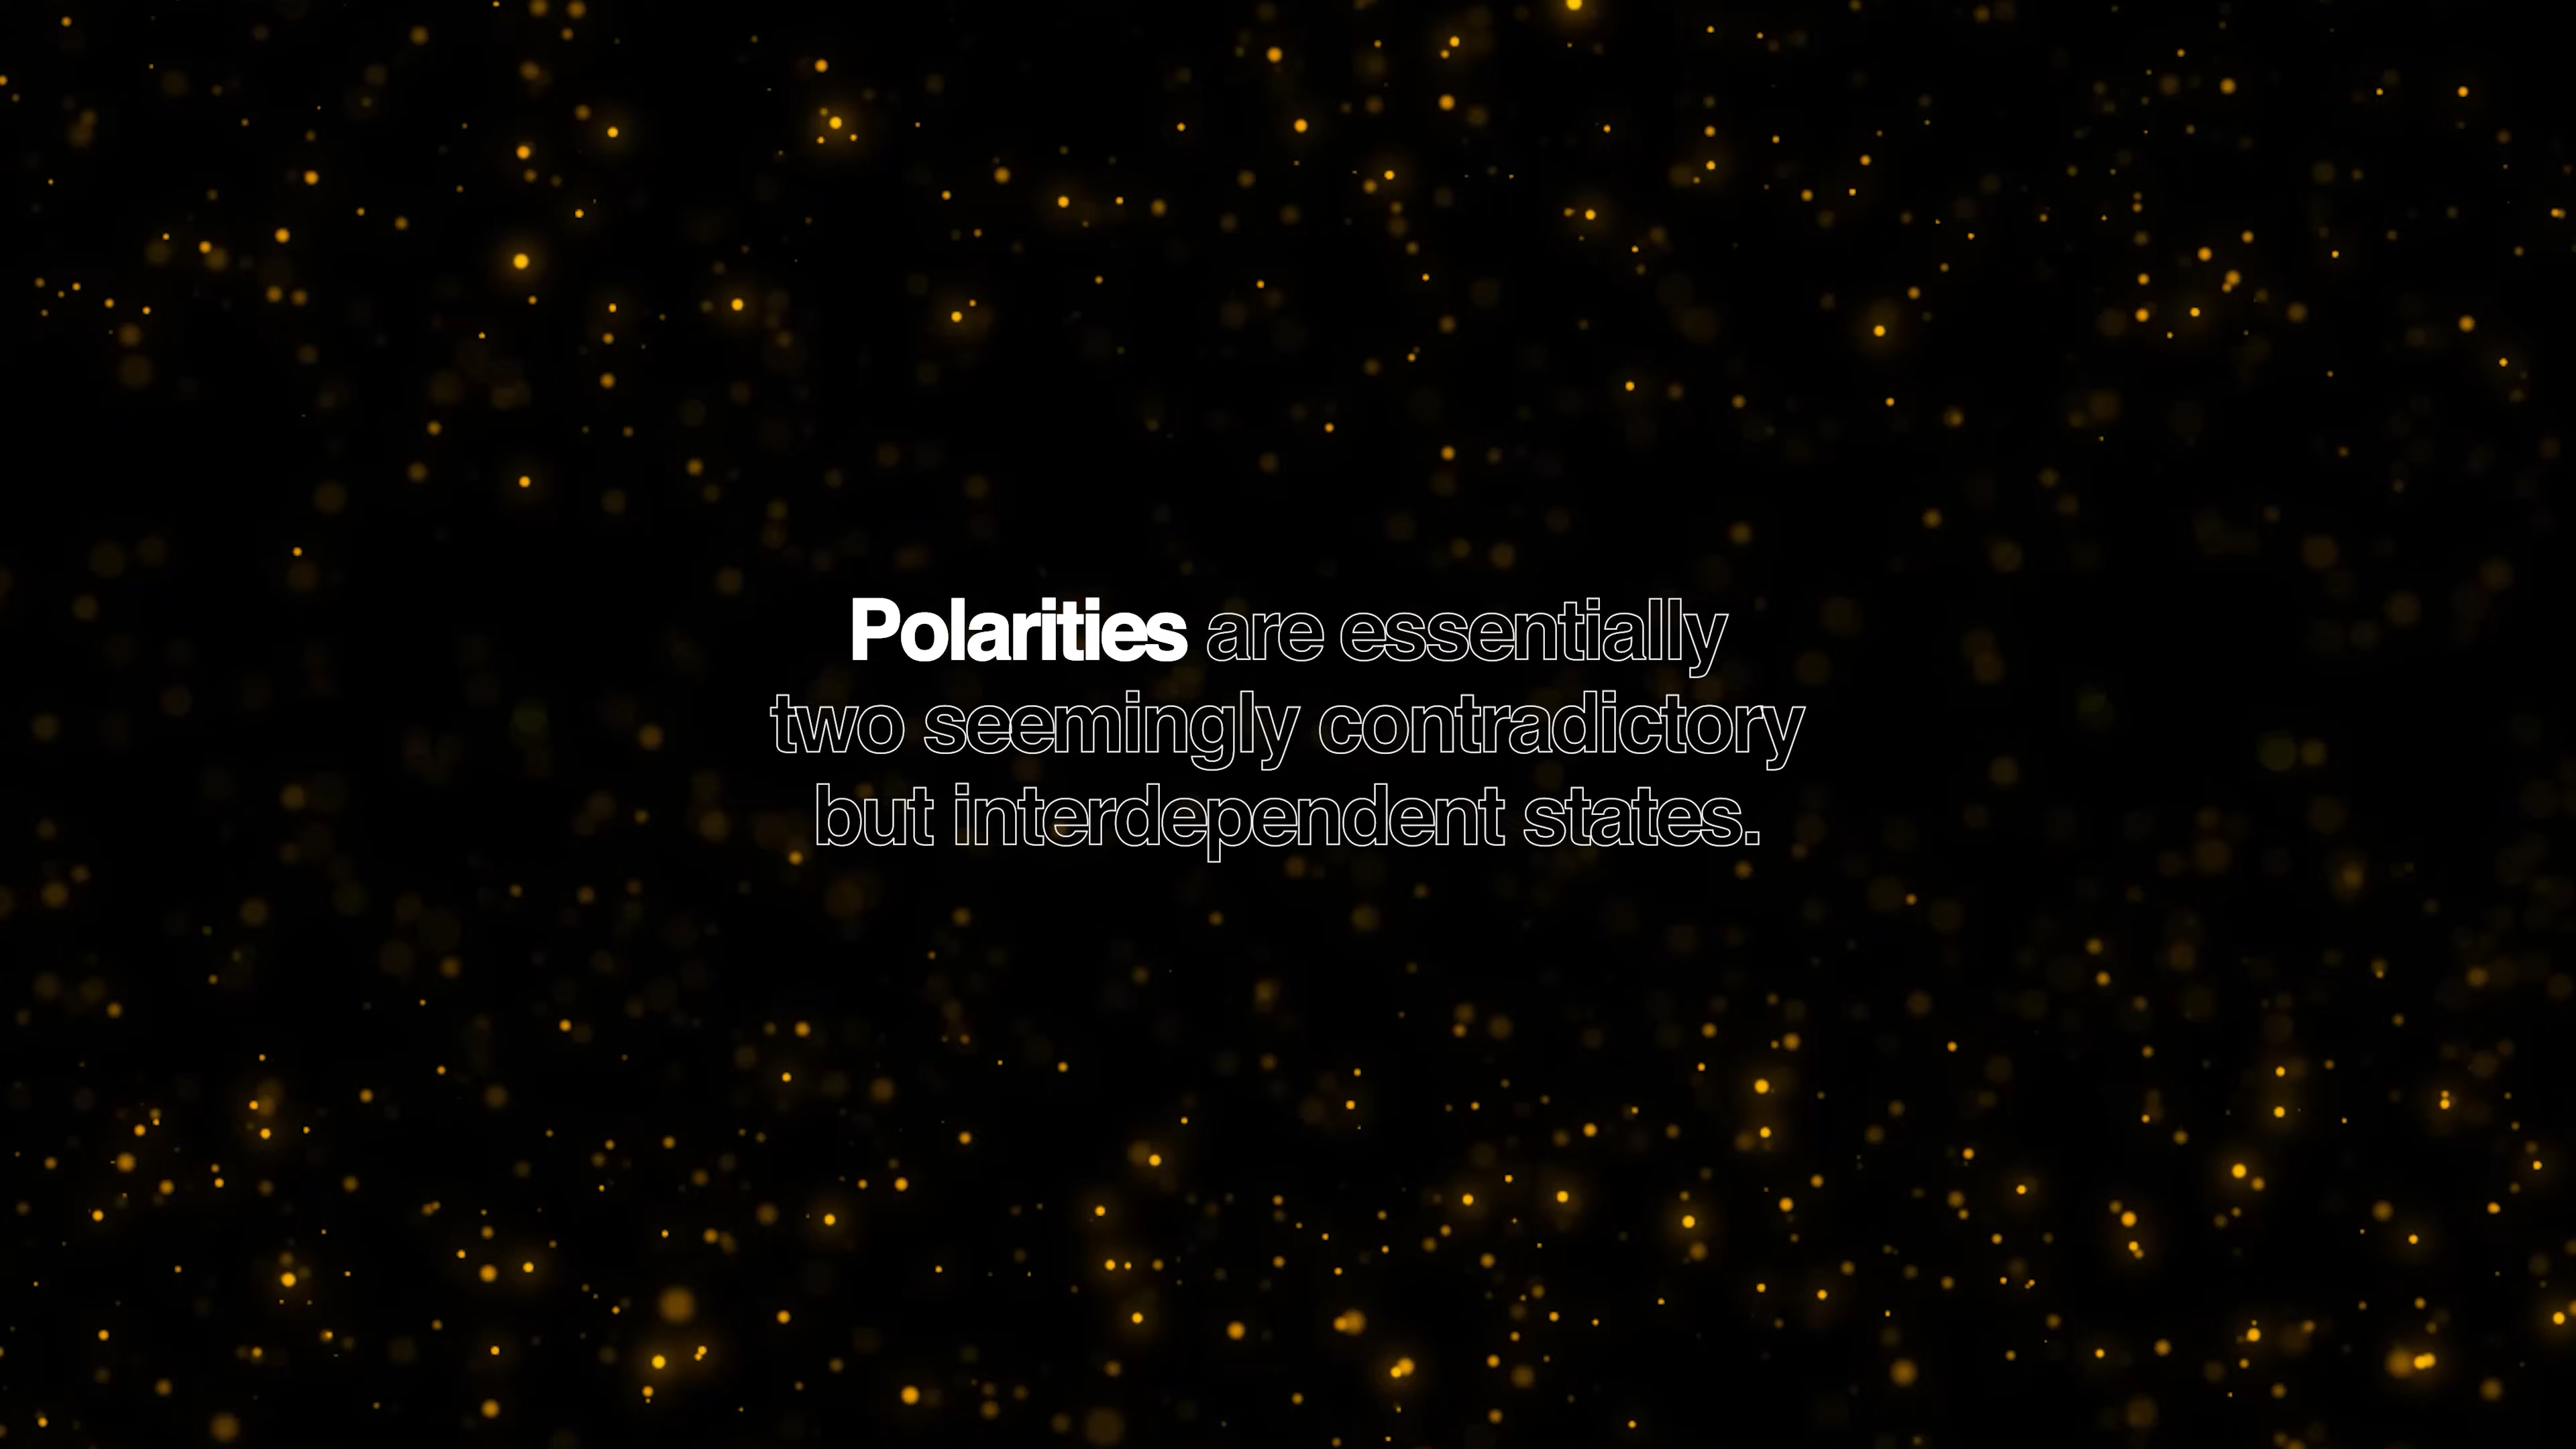 Polarities are essentially
two seemingly contradictory
but interdependent states.